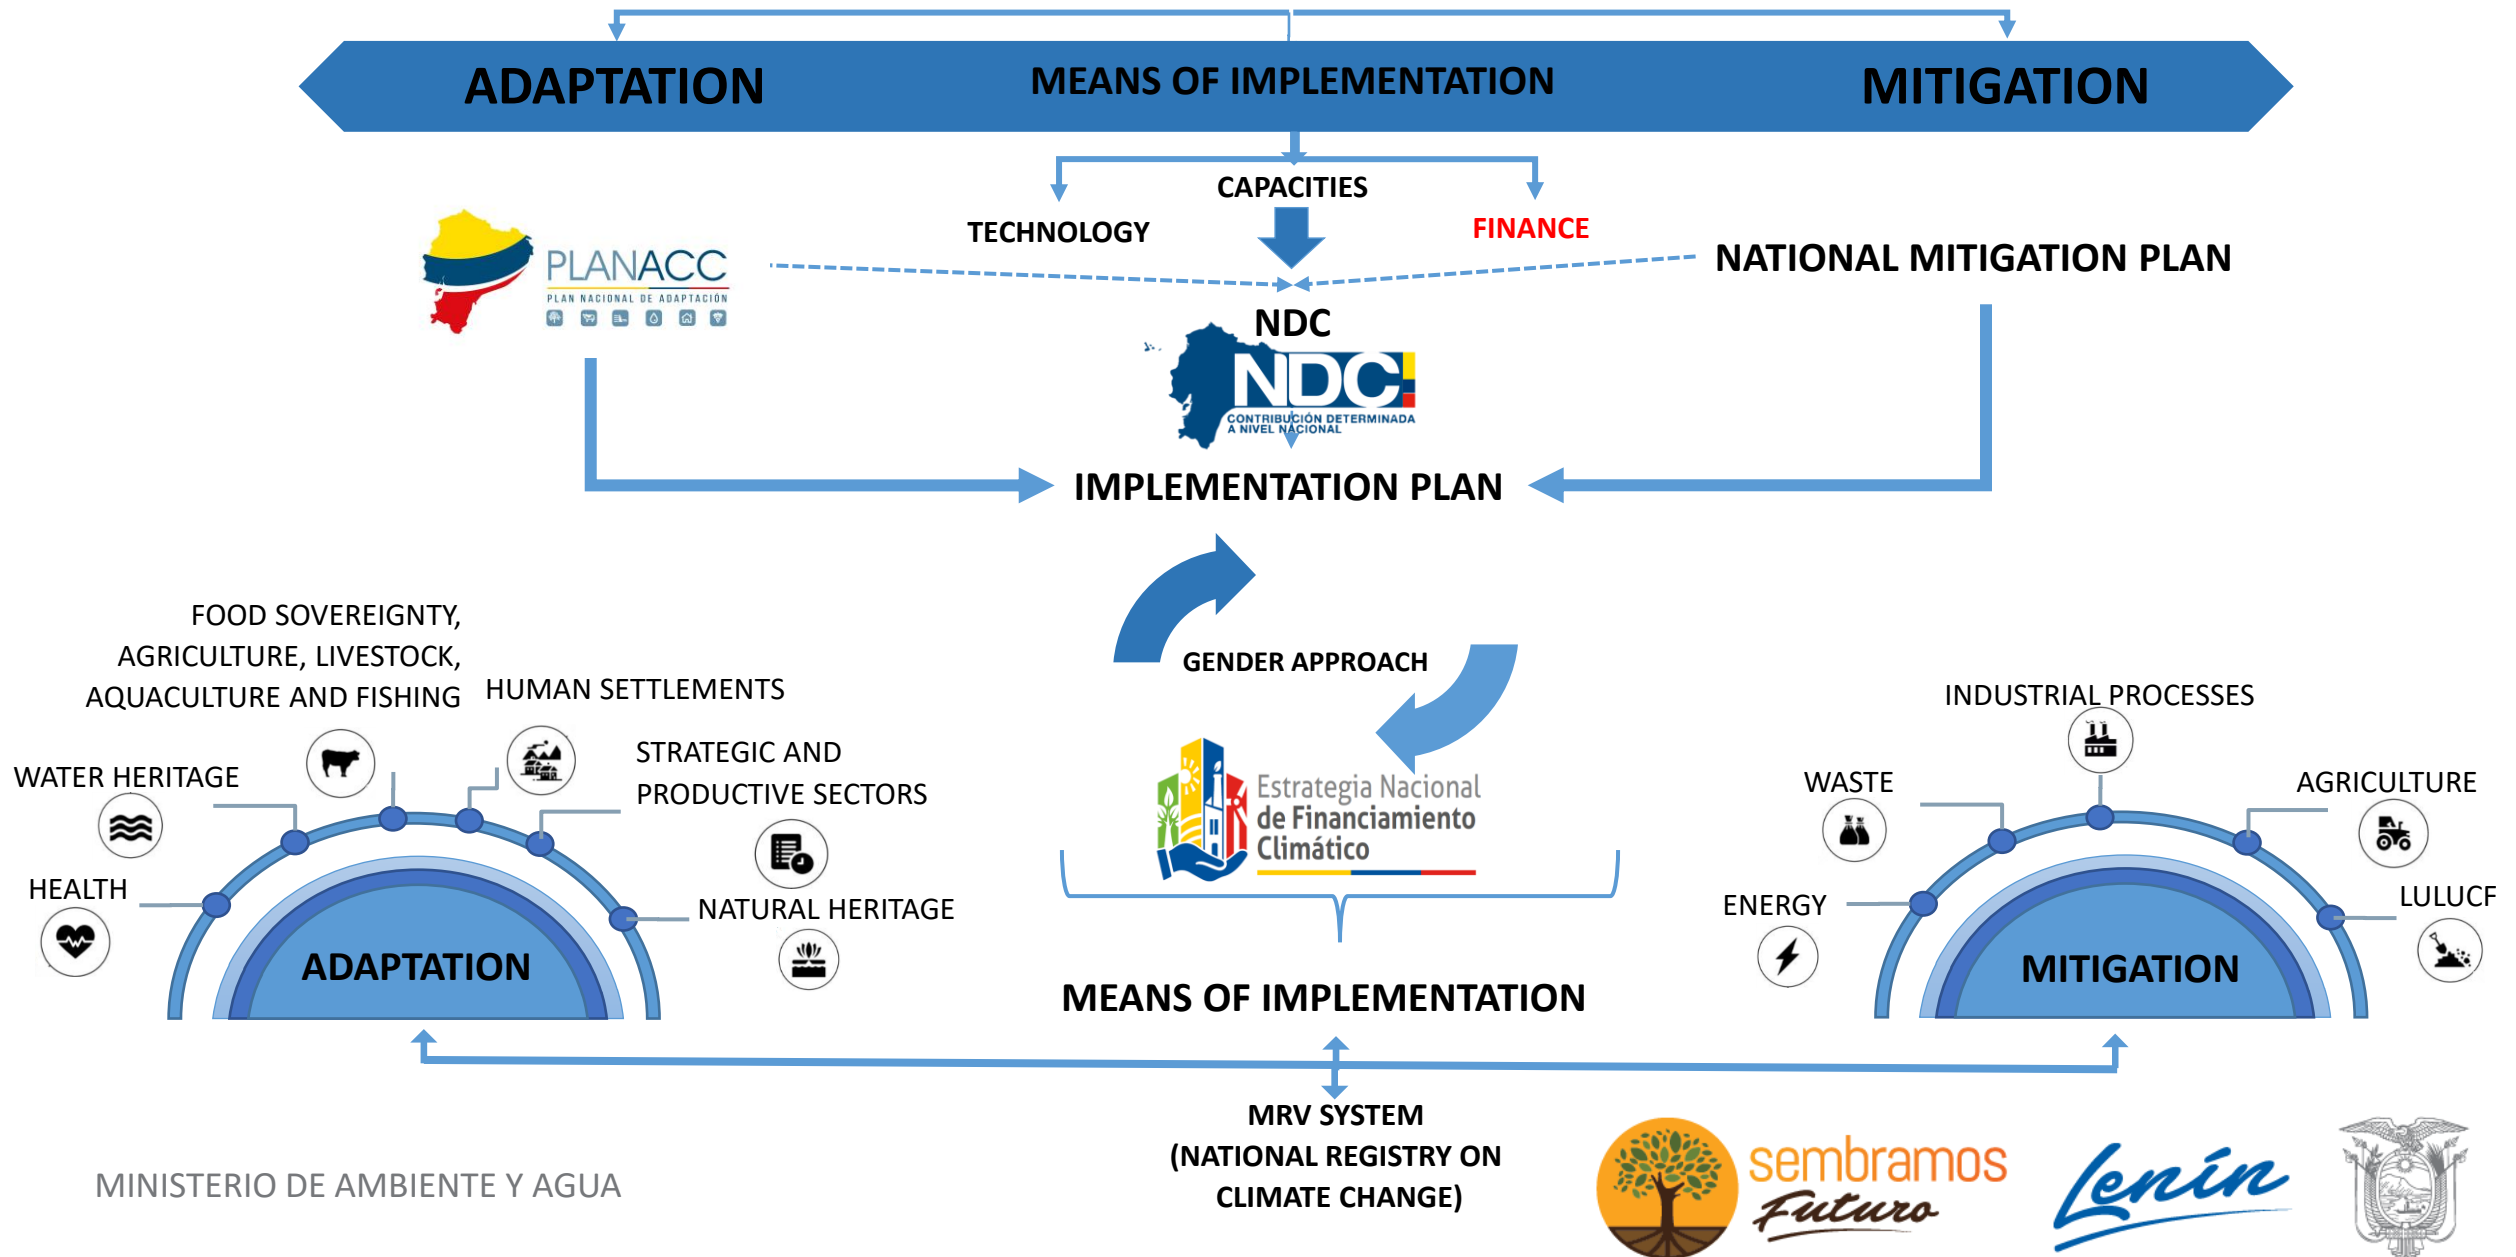 ADAPTATION
MEANS OF IMPLEMENTATION
MITIGATION
CAPACITIES
TECHNOLOGY
FINANCE
PLANACC
PLAN NACIONAL DE ADAPTACIÓN
NATIONAL MITIGATION PLAN
NDC
NDC
CONTRIBUCIÓN DETERMINADA
A NIVEL NACIONAL
IMPLEMENTATION PLAN
GENDER APPROACH
FOOD SOVEREIGNTY,
AGRICULTURE, LIVESTOCK,
AQUACULTURE AND FISHING
HUMAN SETTLEMENTS
STRATEGIC AND
PRODUCTIVE SECTORS
WATER HERITAGE
HEALTH
NATURAL HERITAGE
ADAPTATION
Estrategia Nacional
de Financiamiento
Climático
MEANS OF IMPLEMENTATION
INDUSTRIAL PROCESSES
WASTE
AGRICULTURE
ENERGY
LULUCF
MITIGATION
MRV SYSTEM
(NATIONAL REGISTRY ON
CLIMATE CHANGE)
MINISTERIO DE AMBIENTE Y AGUA
sembramos
Futuro
Lenín